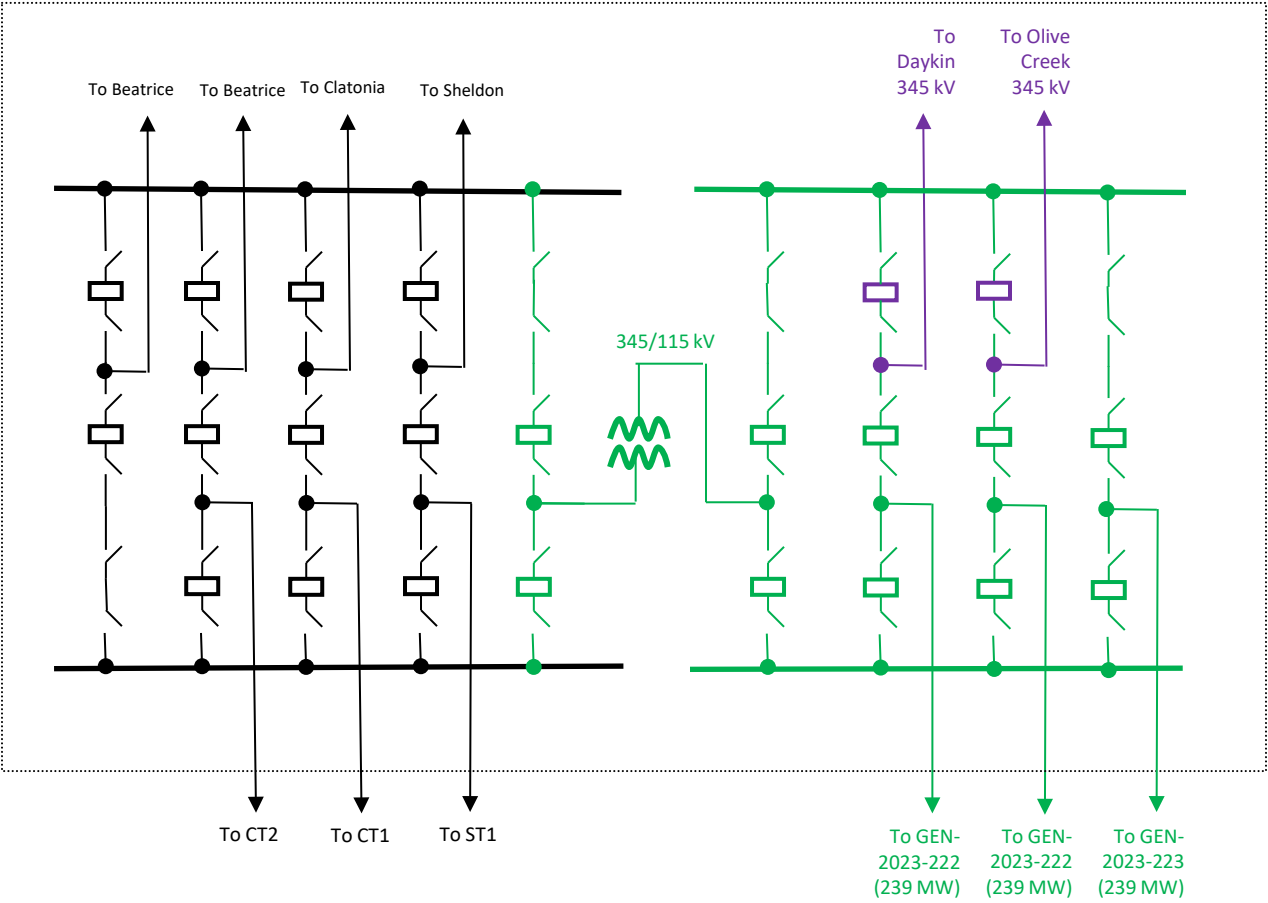 To
Daykin
345 kV
To Olive
Creek
345 kV
To Beatrice
To Beatrice
To Clatonia
To Sheldon
345/115 kV
To CT2
To CT1
To ST1
To GEN-
2023-222
(239 MW)
To GEN-
2023-222
(239 MW)
To GEN-
2023-223
(239 MW)